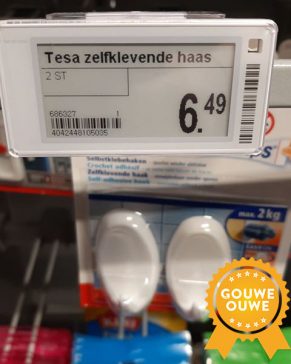 Tesa zelfklevende haas
2 ST
686327 1
4042448105035
6.49
Selbstklebehaken
Crochet adhésif
Zelfklevende haak
Self-adhesive hook
max. 2kg
GOUWE
OUWE